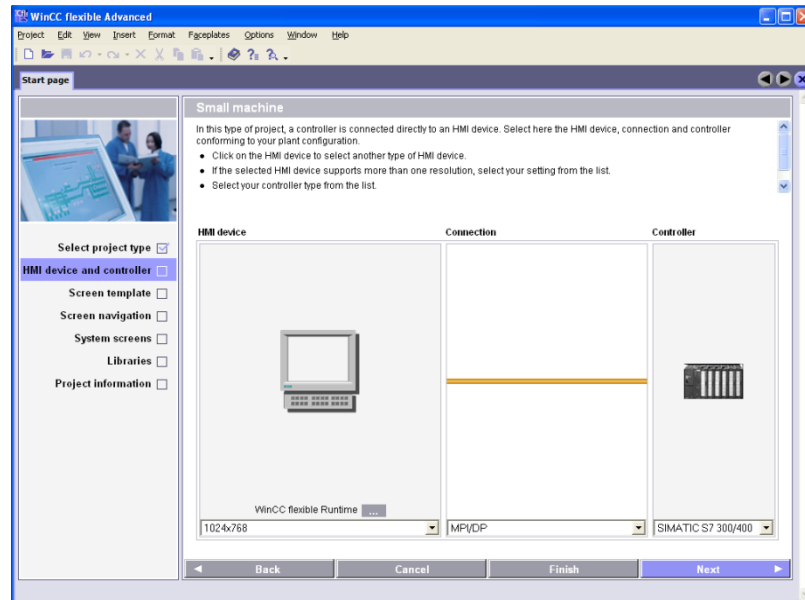 WinCC flexible Advanced
Project Edit View Insert Format Faceplates Options Window Help
Start page
Small machine
In this type of project, a controller is connected directly to an HMI device. Select here the HMI device, connection and controller
conforming to your plant configuration.
Click on the HMI device to select another type of HMI device.
If the selected HMI device supports more than one resolution, select your setting from the list.
Select your controller type from the list.
Select project type
HMI device and controller
Screen template
Screen navigation
System screens
Libraries
Project information
HMI device Connection Controller
WinCC flexible Runtime ...
1024x768 MPI/DP SIMATIC S7 300/400
Back Cancel Finish Next